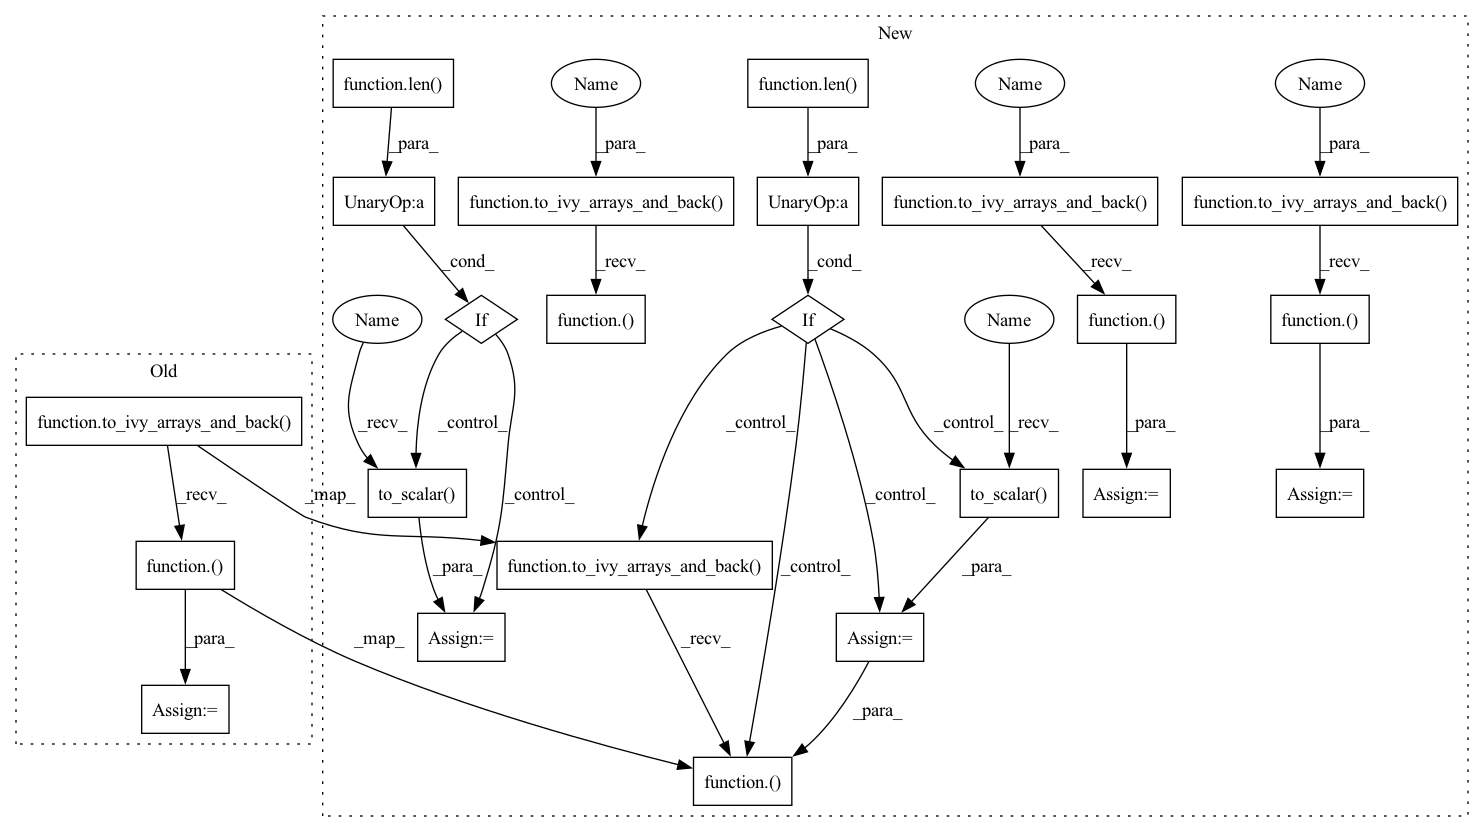 New
function.len()
Name
function.len()
Name
Name
_para_
_para_
_para_
_para_
_para_
UnaryOp:a
function.to_ivy_arrays_and_back()
UnaryOp:a
function.to_ivy_arrays_and_back()
function.to_ivy_arrays_and_back()
_cond_
_recv_
_cond_
_recv_
_recv_
Name
If
function.()
If
Name
function.()
function.()
Old
function.to_ivy_arrays_and_back()
_recv_
_control_
_control_
_control_
_recv_
_para_
_para_
_recv_
_map_
to_scalar()
_control_
_control_
to_scalar()
Assign:=
Assign:=
function.()
_para_
function.to_ivy_arrays_and_back()
_control_
_para_
_para_
_map_
Assign:=
_recv_
Assign:=
Assign:=
_para_
function.()